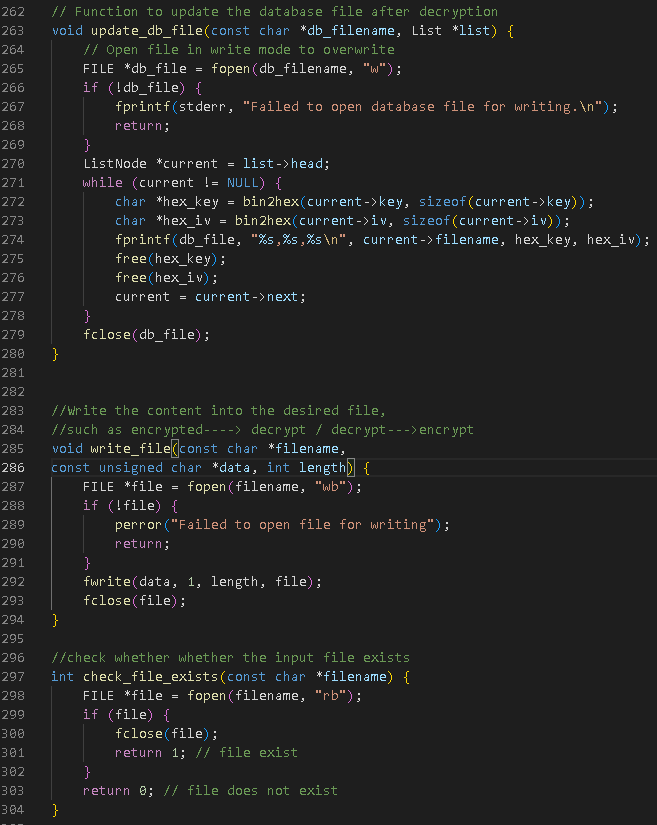 262 // Function to update the database file after decryption
263 void update_db_file(const char *db_filename, List *list) {
264     // Open file in write mode to overwrite
265     FILE *db_file = fopen(db_filename, "w");
266     if (!db_file) {
267         fprintf(stderr, "Failed to open database file for writing.\n");
268         return;
269     }
270     ListNode *current = list->head;
271     while (current != NULL) {
272         char *hex_key = bin2hex(current->key, sizeof(current->key));
273         char *hex_iv = bin2hex(current->iv, sizeof(current->iv));
274         fprintf(db_file, "%s,%s,%s\n", current->filename, hex_key, hex_iv);
275         free(hex_key);
276         free(hex_iv);
277         current = current->next;
278     }
279     fclose(db_file);
280 }
281
282
283 //Write the content into the desired file,
284 //such as encrypted----> decrypt / decrypt--->encrypt
285 void write_file(const char *filename,
286 const unsigned char *data, int length) {
287     FILE *file = fopen(filename, "wb");
288     if (!file) {
289         perror("Failed to open file for writing");
290         return;
291     }
292     fwrite(data, 1, length, file);
293     fclose(file);
294 }
295
296 //check whether whether the input file exists
297 int check_file_exists(const char *filename) {
298     FILE *file = fopen(filename, "rb");
299     if (file) {
300         fclose(file);
301         return 1; // file exist
302     }
303     return 0; // file does not exist
304 }